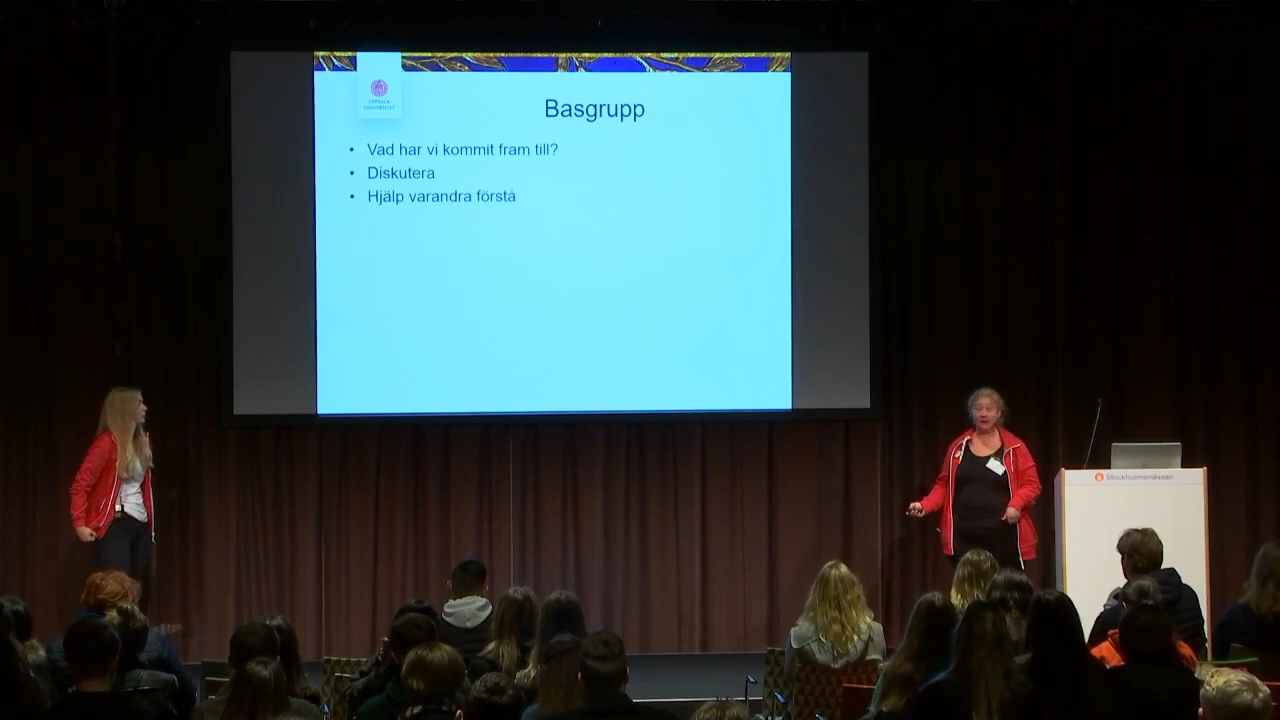 UPPSALA
UNIVERSITET
Basgrupp
• Vad har vi kommit fram till?
• Diskutera
• Hjälp varandra förstå
Stockholmsmässan